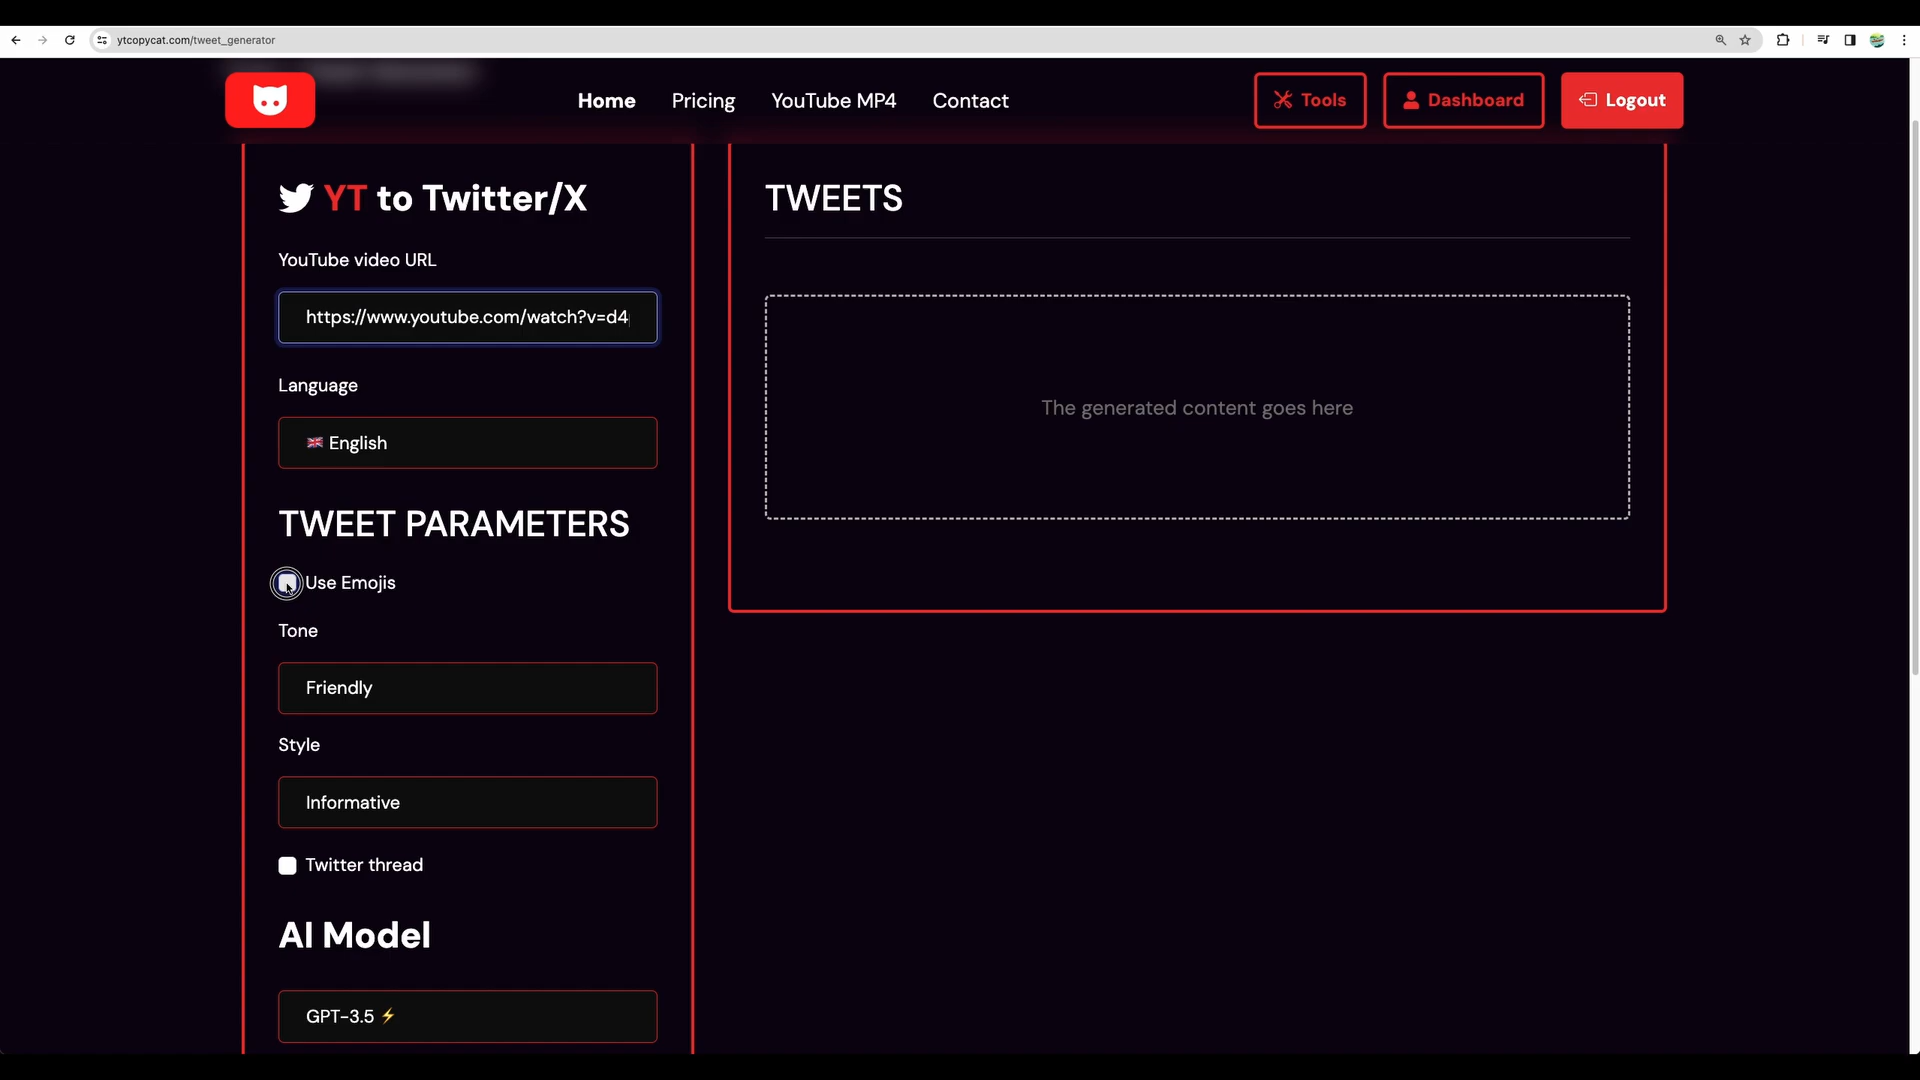 ytcopycat.com/tweet_generator
Home
Pricing
YouTube MP4
Contact
Tools
Dashboard
Logout
YT to Twitter/X
YouTube video URL
https://www.youtube.com/watch?v=d4
Language
🇬🇧 English
TWEET PARAMETERS
Use Emojis
Tone
Friendly
Style
Informative
Twitter thread
AI Model
GPT-3.5 ⚡
TWEETS
The generated content goes here